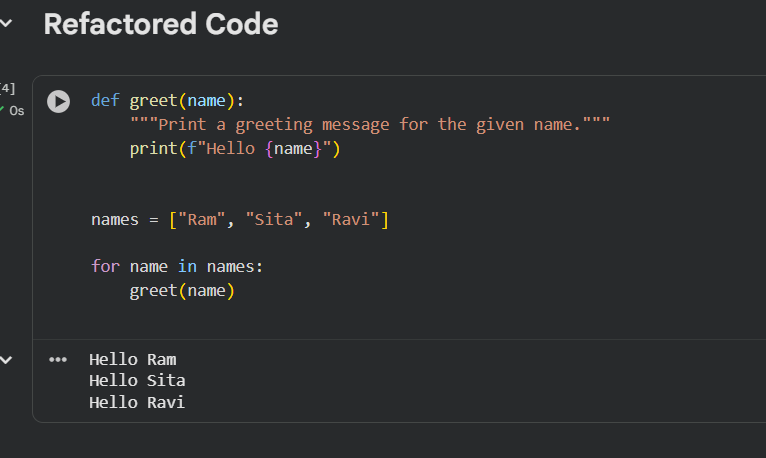 Refactored Code
4]
0s
def greet(name):
    """Print a greeting message for the given name."""
    print(f"Hello {name}")
names = ["Ram", "Sita", "Ravi"]
for name in names:
    greet(name)
Hello Ram
Hello Sita
Hello Ravi